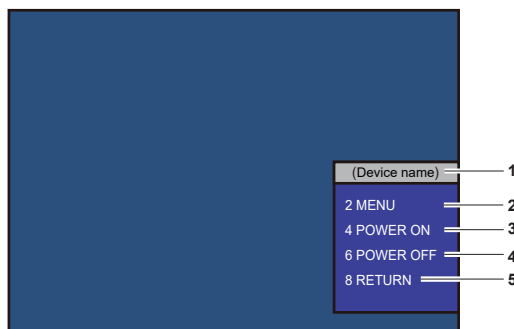 (Device name) 1
2 MENU 2
4 POWER ON 3
6 POWER OFF 4
8 RETURN 5